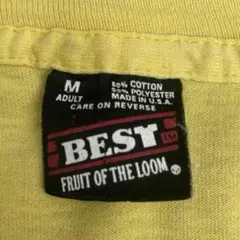 M
ADULT
50% COTTON
50% POLYESTER
MADE IN U.S.A.
CARE ON REVERSE
BEST
FRUIT OF THE LOOM ®